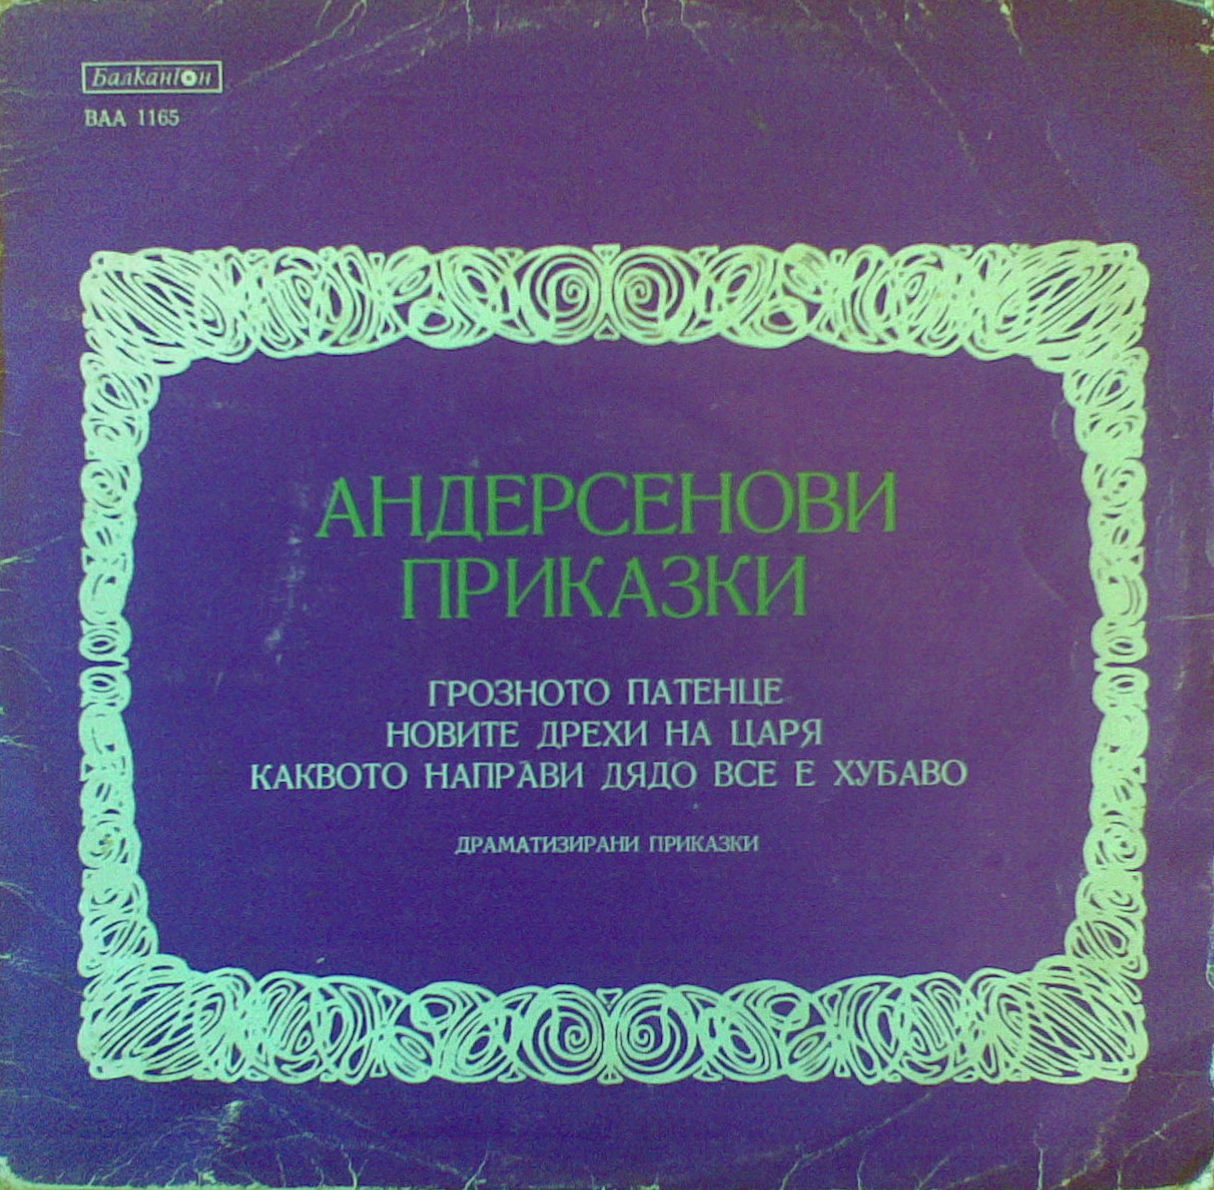 Балкантон
ВАА 1165
АНДЕРСЕНОВИ
ПРИКАЗКИ
ГРОЗНОТО ПАТЕНЦЕ
НОВИТЕ ДРЕХИ НА ЦАРЯ
КАКВОТО НАПРАВИ ДЯДО ВСЕ Е ХУБАВО
ДРАМАТИЗИРАНИ ПРИКАЗКИ